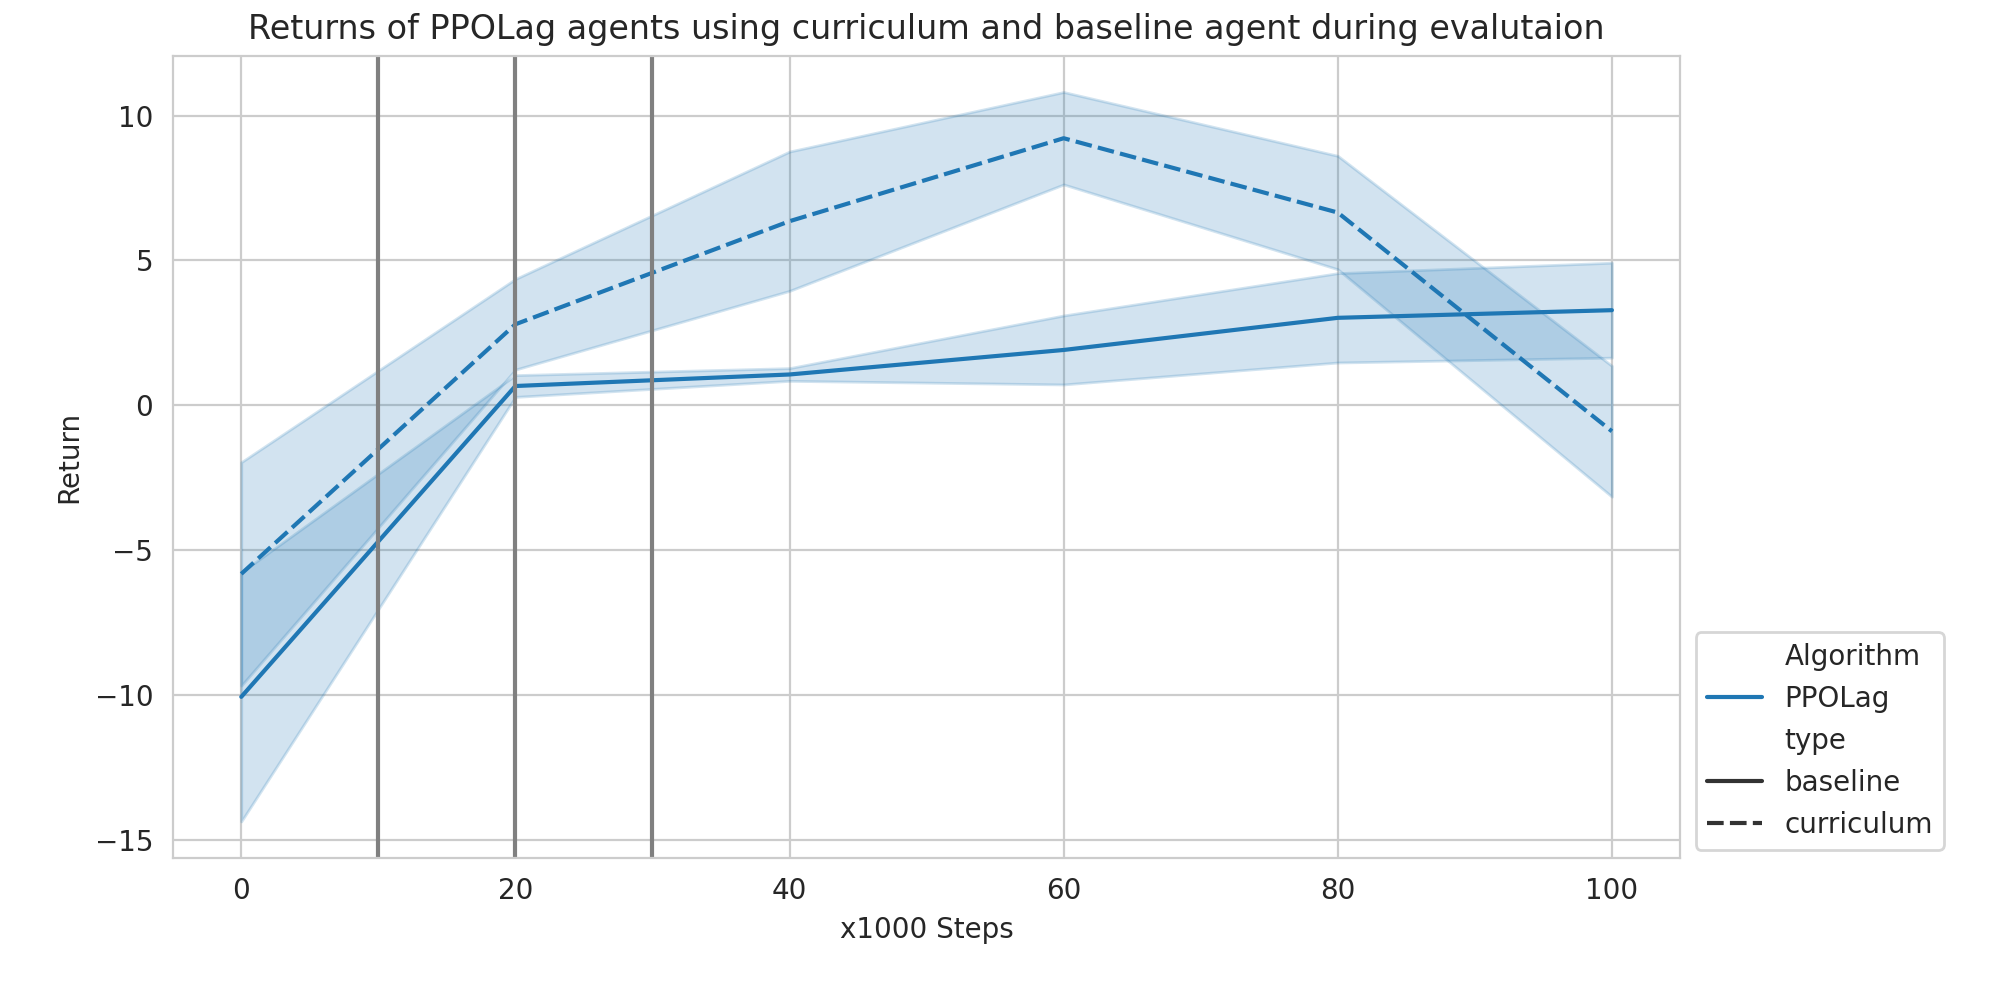 Returns of PPOLag agents using curriculum and baseline agent during evalutaion
10
5
0
−5
−10
−15
Return
0 20 40 60 80 100
x1000 Steps
Algorithm
PPOLag
type
baseline
curriculum